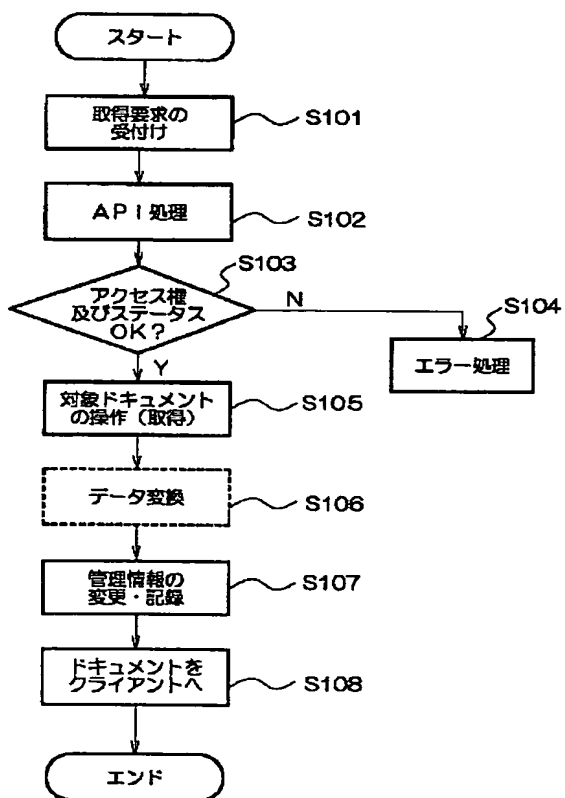 スタート
取得要求の
受付け
S101
API処理
S102
S103
アクセス権
及びステータス
OK?
N
S104
エラー処理
Y
対象ドキュメント
の操作(取得)
S105
データ変換
S106
管理情報の
変更・記録
S107
ドキュメントを
クライアントへ
S108
エンド